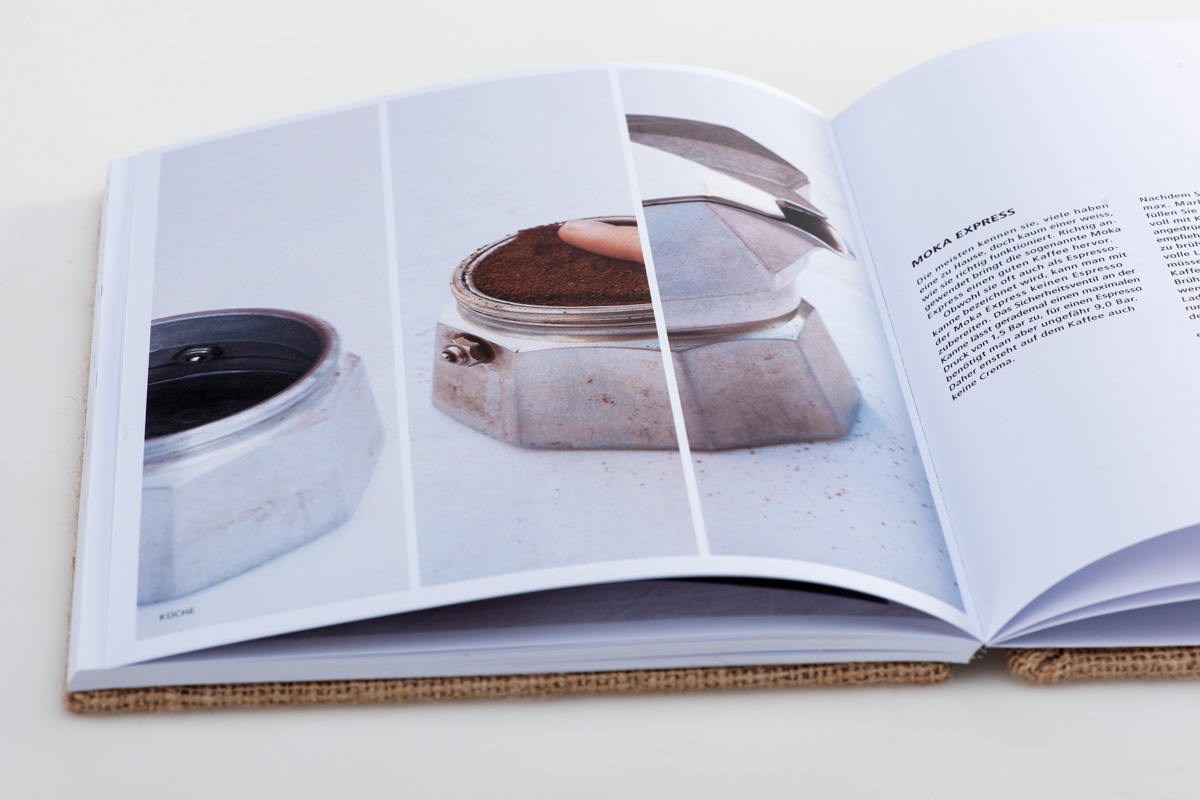 KÜCHE
MOKA EXPRESS
Die meisten kennen sie, viele haben
eine zu Hause, doch kaum einer weiss,
wie sie richtig funktioniert. Richtig an-
gewendet bringt die sogenannte Moka
Express einen guten Kaffee hervor.
Obwohl sie oft auch als Espresso-
kanne bezeichnet wird, kann man mit
der Moka Express keinen Espresso
zubereiten. Das Sicherheitsventil an der
Kanne lässt gerademal einen maximalen
Druck von 1,5 Bar zu, für einen Espresso
benötigt man aber ungefähr 9,0 Bar.
Daher ensteht auf dem Kaffee auch
keine Crema.
Nachdem S
max. Mar
füllen Sie
voll mit K
angedrü
empfieh
zu brüh
volle L
müsse
Kaffe
Brüh
wen
Lad